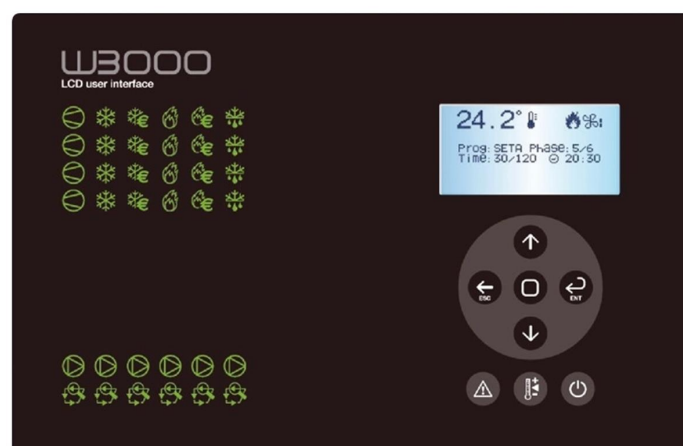 W3000
LCD user interface
24.2°
Prog: SETA Phase: 5/6
Time: 30/120 20:30
ESC
ENT